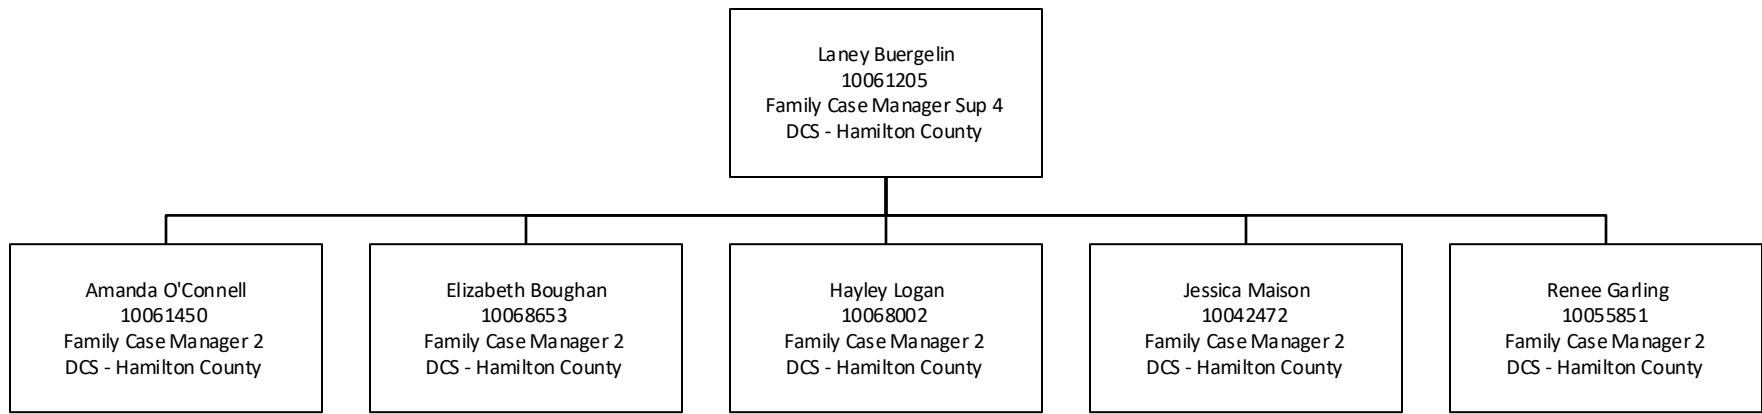 Laney Buergelin
10061205
Family Case Manager Sup 4
DCS - Hamilton County
Amanda O'Connell
10061450
Family Case Manager 2
DCS - Hamilton County
Elizabeth Boughan
10068653
Family Case Manager 2
DCS - Hamilton County
Hayley Logan
10068002
Family Case Manager 2
DCS - Hamilton County
Jessica Maison
10042472
Family Case Manager 2
DCS - Hamilton County
Renee Garling
10055851
Family Case Manager 2
DCS - Hamilton County